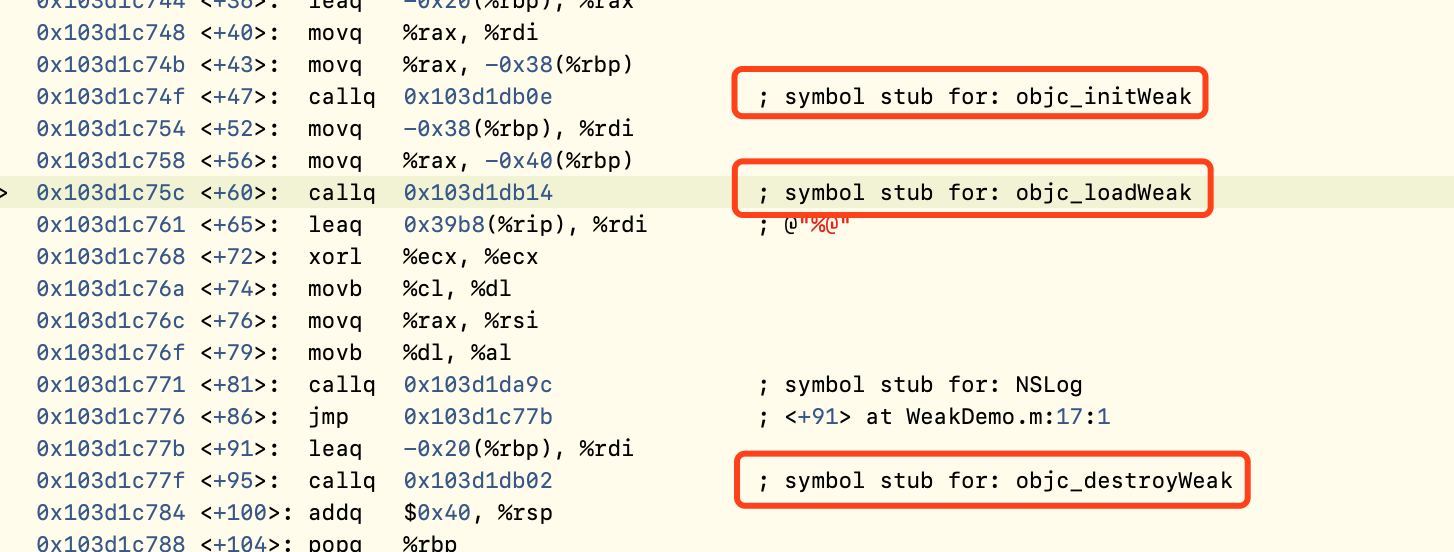 0x103d1c744 <+36>: leaq -0x20(%rbp), %rax
0x103d1c748 <+40>: movq %rax, %rdi
0x103d1c74b <+43>: movq %rax, -0x38(%rbp)
0x103d1c74f <+47>: callq 0x103d1db0e ; symbol stub for: objc_initWeak
0x103d1c754 <+52>: movq -0x38(%rbp), %rdi
0x103d1c758 <+56>: movq %rax, -0x40(%rbp)
> 0x103d1c75c <+60>: callq 0x103d1db14 ; symbol stub for: objc_loadWeak
0x103d1c761 <+65>: leaq 0x39b8(%rip), %rdi ; @"%@"
0x103d1c768 <+72>: xorl %ecx, %ecx
0x103d1c76a <+74>: movb %cl, %dl
0x103d1c76c <+76>: movq %rax, %rsi
0x103d1c76f <+79>: movb %dl, %al
0x103d1c771 <+81>: callq 0x103d1da9c ; symbol stub for: NSLog
0x103d1c776 <+86>: jmp 0x103d1c77b ; <+91> at WeakDemo.m:17:1
0x103d1c77b <+91>: leaq -0x20(%rbp), %rdi
0x103d1c77f <+95>: callq 0x103d1db02 ; symbol stub for: objc_destroyWeak
0x103d1c784 <+100>: addq $0x40, %rsp
0x103d1c788 <+104>: popq %rbp